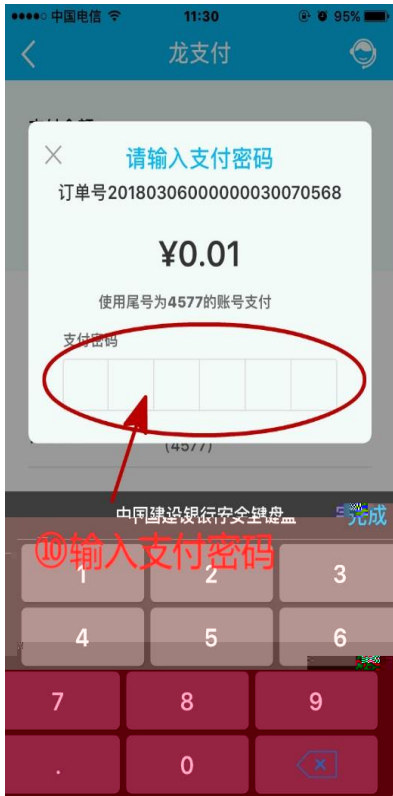 中国电信 11:30 95%
龙支付
请输入支付密码
订单号20180306000000030070568
¥0.01
使用尾号为4577的账号支付
支付密码
(4577)
中国建设银行安全键盘 完成
⑩输入支付密码
1 2 3
4 5 6
7 8 9
. 0